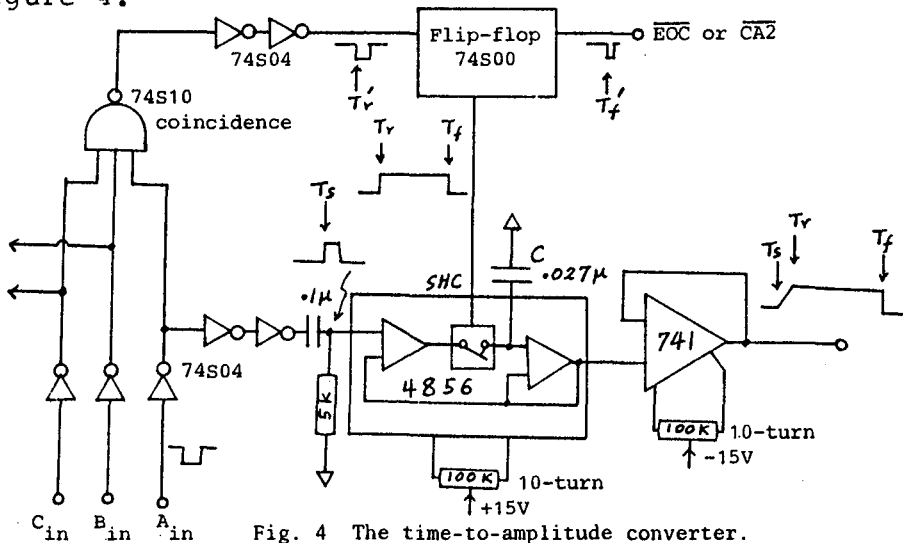 igure 4.
74S04
Flip-flop
74S00
EOC or CA2
Tr'
Tf'
74S10
coincidence
Tr
Tf
Ts
.1µ
SHC
C
.027µ
Ts
Tr
Tf
74S04
5K
4856
741
100K
10-turn
+15V
100K
10-turn
-15V
Cin
Bin
Ain
Fig. 4 The time-to-amplitude converter.